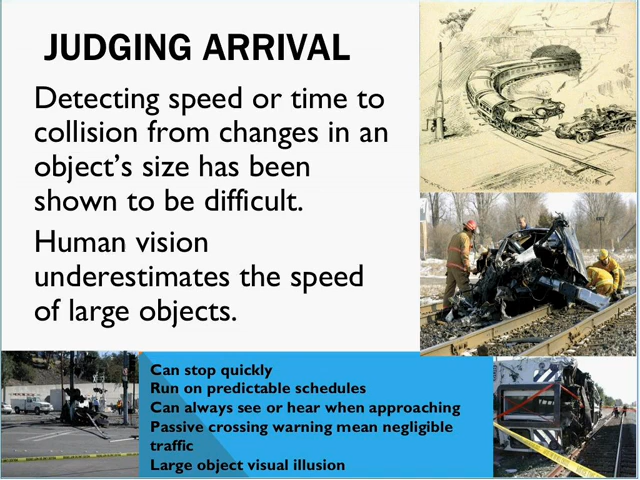 JUDGING ARRIVAL
Detecting speed or time to
collision from changes in an
object's size has been
shown to be difficult.
Human vision
underestimates the speed
of large objects.
Can stop quickly
Run on predictable schedules
Can always see or hear when approaching
Passive crossing warning mean negligible
traffic
Large object visual illusion